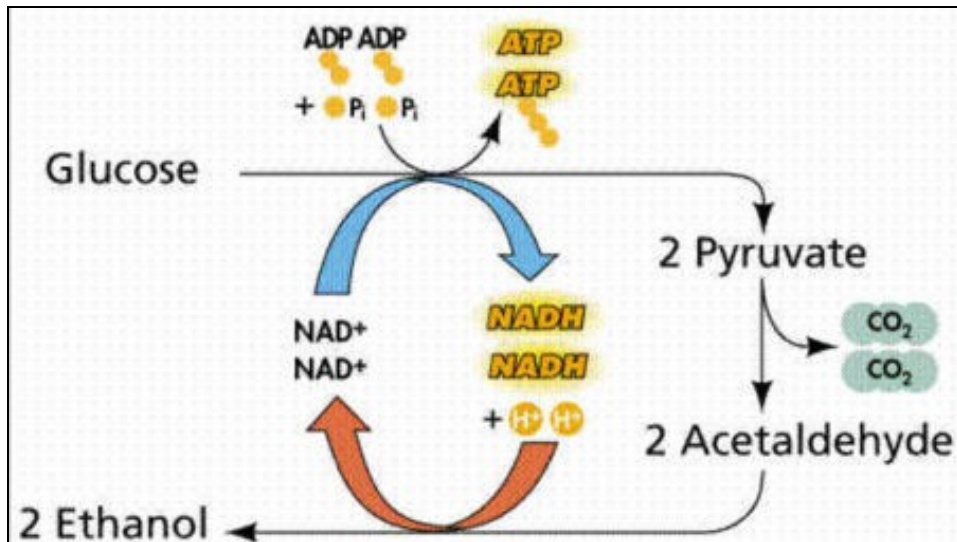 ADP ADP
+ Pi Pi
ATP
ATP
Glucose
2 Pyruvate
NAD+
NAD+
NADH
NADH
+ H+ H+
CO2
CO2
2 Acetaldehyde
2 Ethanol